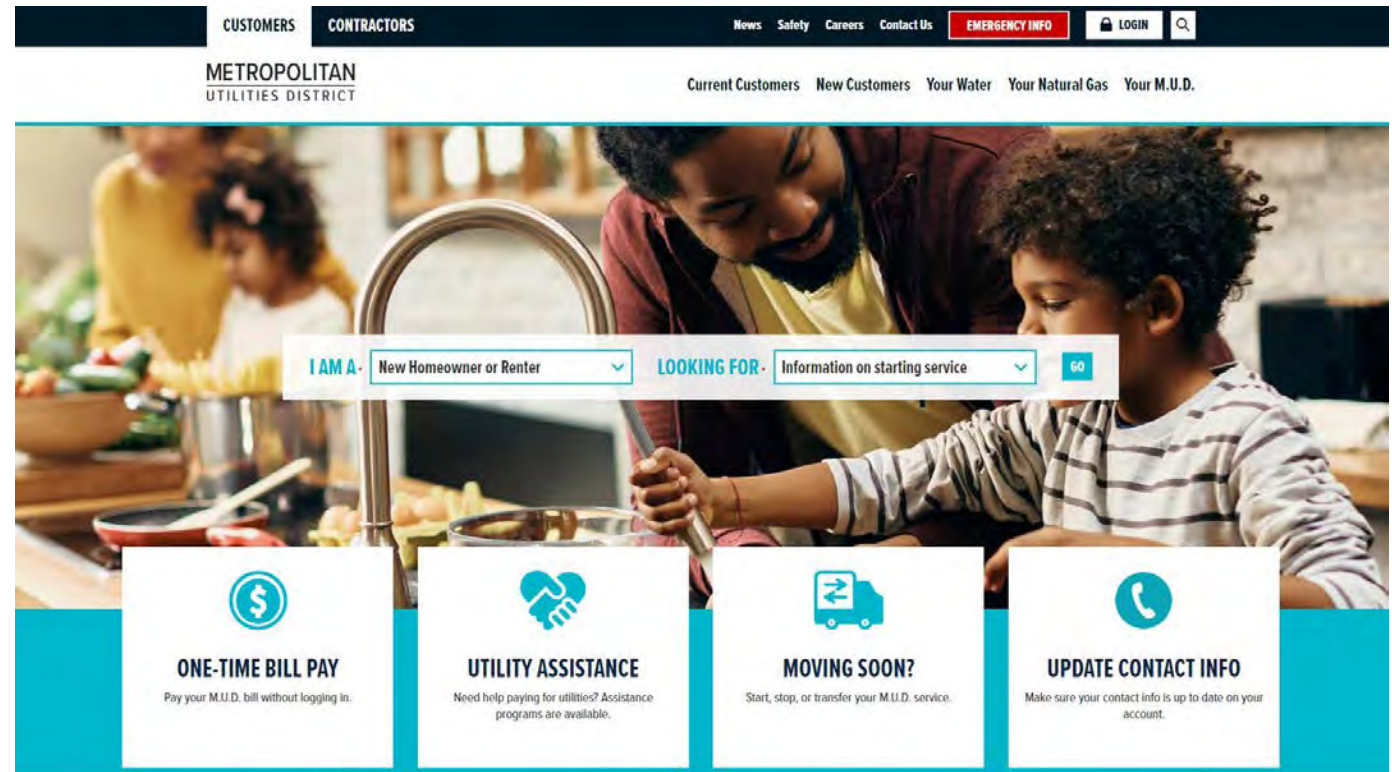 CUSTOMERS
CONTRACTORS
News
Safety
Careers
Contact Us
EMERGENCY INFO
LOGIN
METROPOLITAN
UTILITIES DISTRICT
Current Customers
New Customers
Your Water
Your Natural Gas
Your M.U.D.
I AM A
New Homeowner or Renter
LOOKING FOR
Information on starting service
GO
ONE-TIME BILL PAY
Pay your M.U.D. bill without logging in.
UTILITY ASSISTANCE
Need help paying for utilities? Assistance
programs are available.
MOVING SOON?
Start, stop, or transfer your M.U.D. service.
UPDATE CONTACT INFO
Make sure your contact info is up to date on your
account.